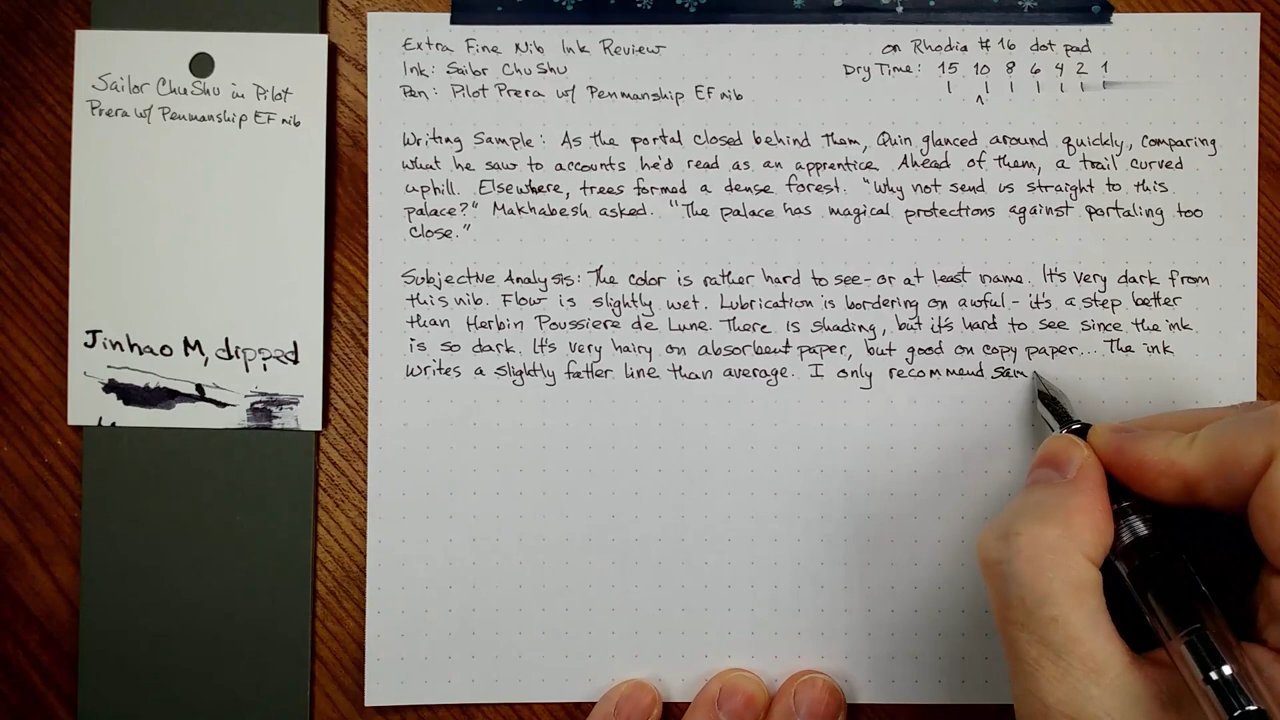 Sailor ChuShu in Pilot
Prera w/ Penmanship EF nib
Jinhao M, dipped
Extra Fine Nib Ink Review
Ink: Sailor ChuShu
Pen: Pilot Prera w/ Penmanship EF nib
on Rhodia #16 dot pad
Dry Time: 15 10 8 6 4 2 1
Writing Sample: As the portal closed behind them, Quin glanced around quickly, comparing
what he saw to accounts he'd read as an apprentice. Ahead of them, a trail curved
uphill. Elsewhere, trees formed a dense forest. "Why not send us straight to this
palace?" Makhabesh asked. "The palace has magical protections against portaling too
close."
Subjective Analysis: The color is rather hard to see - or at least name. It's very dark from
this nib. Flow is slightly wet. Lubrication is bordering on awful - it's a step better
than Herbin Poussiere de Lune. There is shading, but it's hard to see since the ink
is so dark. It's very hairy on absorbent paper, but good on copy paper... The ink
writes a slightly fatter line than average. I only recommend sam